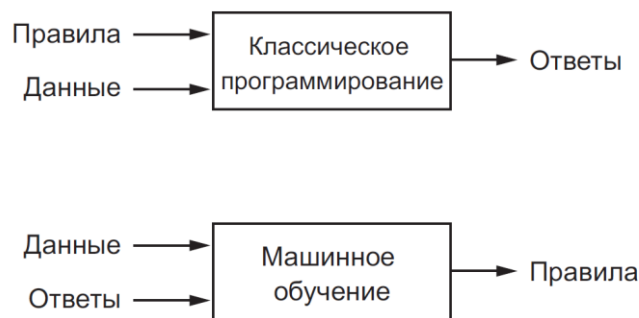 Правила
Данные
Классическое
программирование
Ответы
Данные
Ответы
Машинное
обучение
Правила